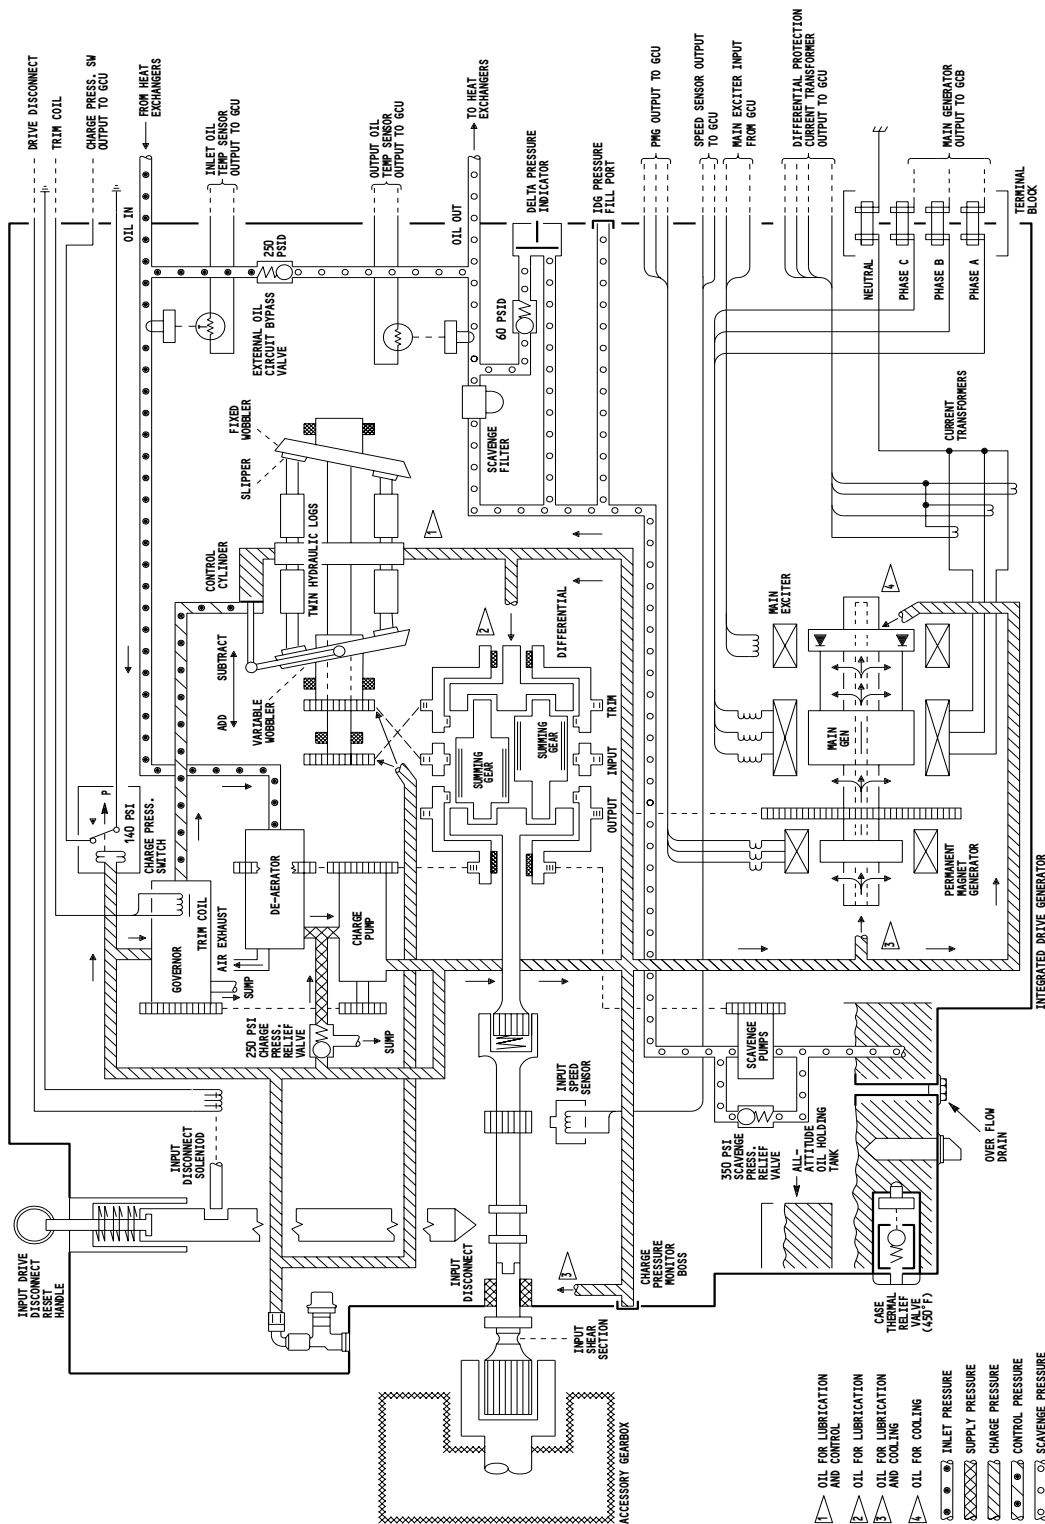 DRIVE DISCONNECT
TRIM COIL
CHARGE PRESS. SW
OUTPUT TO GCU
FROM HEAT
EXCHANGERS
OIL IN
INLET OIL
TEMP SENSOR
OUTPUT TO GCU
OUTPUT OIL
TEMP SENSOR
OUTPUT TO GCU
TO HEAT
EXCHANGERS
OIL OUT
DELTA PRESSURE
INDICATOR
IDG PRESSURE
FILL PORT
PMG OUTPUT TO GCU
SPEED SENSOR OUTPUT
TO GCU
MAIN EXCITER INPUT
FROM GCU
DIFFERENTIAL PROTECTION
CURRENT TRANSFORMER
OUTPUT TO GCU
MAIN GENERATOR
OUTPUT TO GCB
TERMINAL
BLOCK
NEUTRAL
PHASE C
PHASE B
PHASE A
250
PSID
EXTERNAL OIL
CIRCUIT BYPASS
VALVE
60 PSID
FIXED
WOBBLER
SLIPPER
SCAVENGE
FILTER
CURRENT
TRANSFORMERS
CONTROL
CYLINDER
TWIN HYDRAULIC LOGS
1
SUBTRACT
ADD
VARIABLE
WOBBLER
2
DIFFERENTIAL
TRIM
INPUT
OUTPUT
SUMMING
GEAR
SUMMING
GEAR
MAIN
EXCITER
4
MAIN
GEN
P
140 PSI
CHARGE PRESS.
SWITCH
GOVERNOR
TRIM COIL
AIR EXHAUST
DE-AERATOR
CHARGE
PUMP
SUMP
PERMANENT
MAGNET
GENERATOR
3
250 PSI
CHARGE
PRESS.
RELIEF
VALVE
SUMP
INPUT
SPEED
SENSOR
SCAVENGE
PUMPS
INTEGRATED DRIVE GENERATOR
INPUT
DISCONNECT
SOLENIOD
350 PSI
SCAVENGE
PRESS.
RELIEF
VALVE
ALL-
ATTITUDE
OIL HOLDING
TANK
OVER FLOW
DRAIN
INPUT DRIVE
DISCONNECT
RESET
HANDLE
INPUT
DISCONNECT
3
CHARGE
PRESSURE
MONITOR
BOSS
INPUT
SHEAR
SECTION
CASE
THERMAL
RELIEF
VALVE
(450°F)
ACCESSORY GEARBOX
1 OIL FOR LUBRICATION
AND CONTROL
2 OIL FOR LUBRICATION
3 OIL FOR LUBRICATION
AND COOLING
4 OIL FOR COOLING
INLET PRESSURE
SUPPLY PRESSURE
CHARGE PRESSURE
CONTROL PRESSURE
SCAVENGE PRESSURE